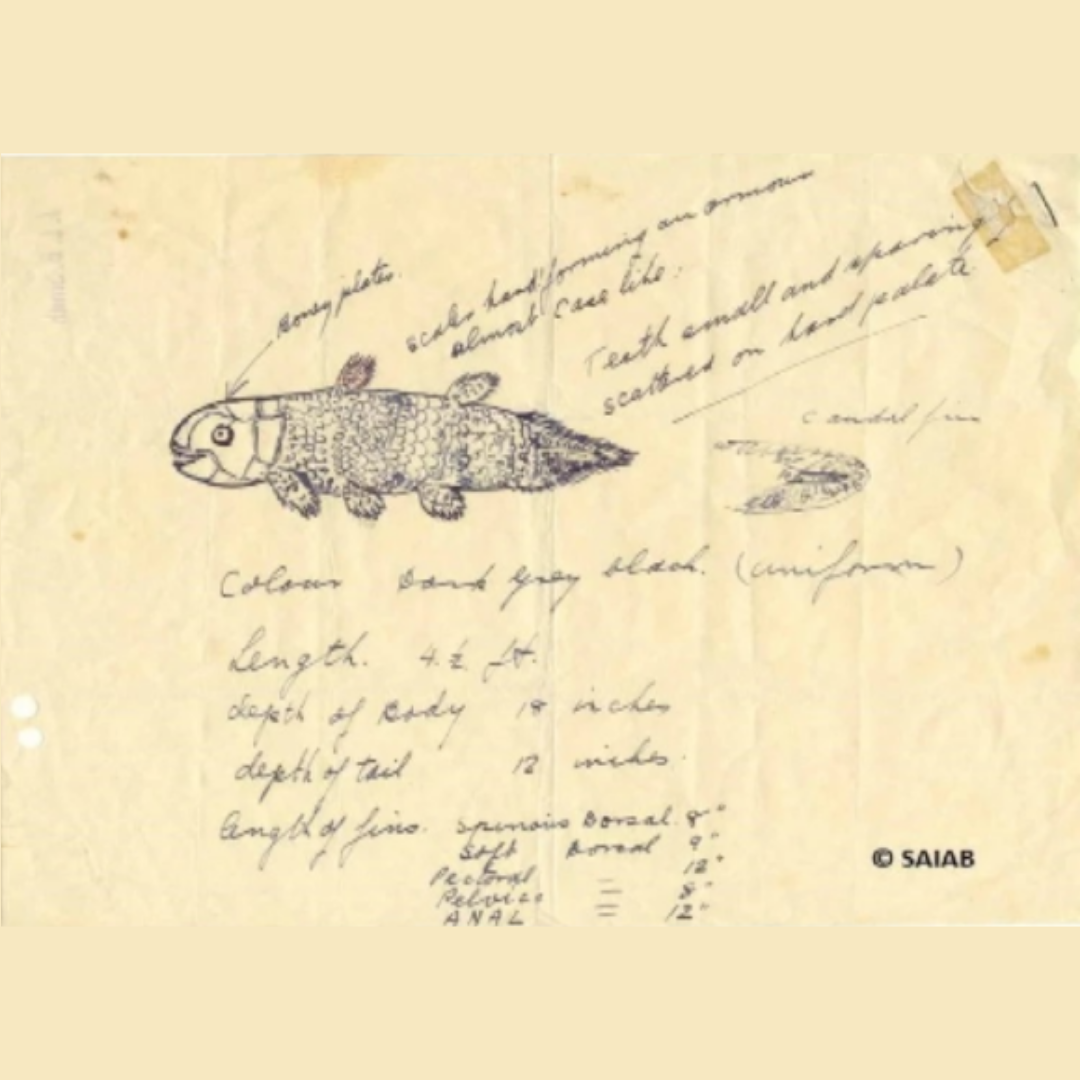 Boney plates.
scales hard forming an armour
almost case like.
Teeth small and sparing
scattered on hard palate
Caudal fin
Colour Dark grey black. (uniform)
Length. 4.½ ft.
depth of Body 18 inches
depth of tail 12 inches.
length of fins. Spinous Dorsal. 8"
Soft Dorsal 9"
Pectoral 12"
Pelvic = 8"
ANAL = 12"
© SAIAB